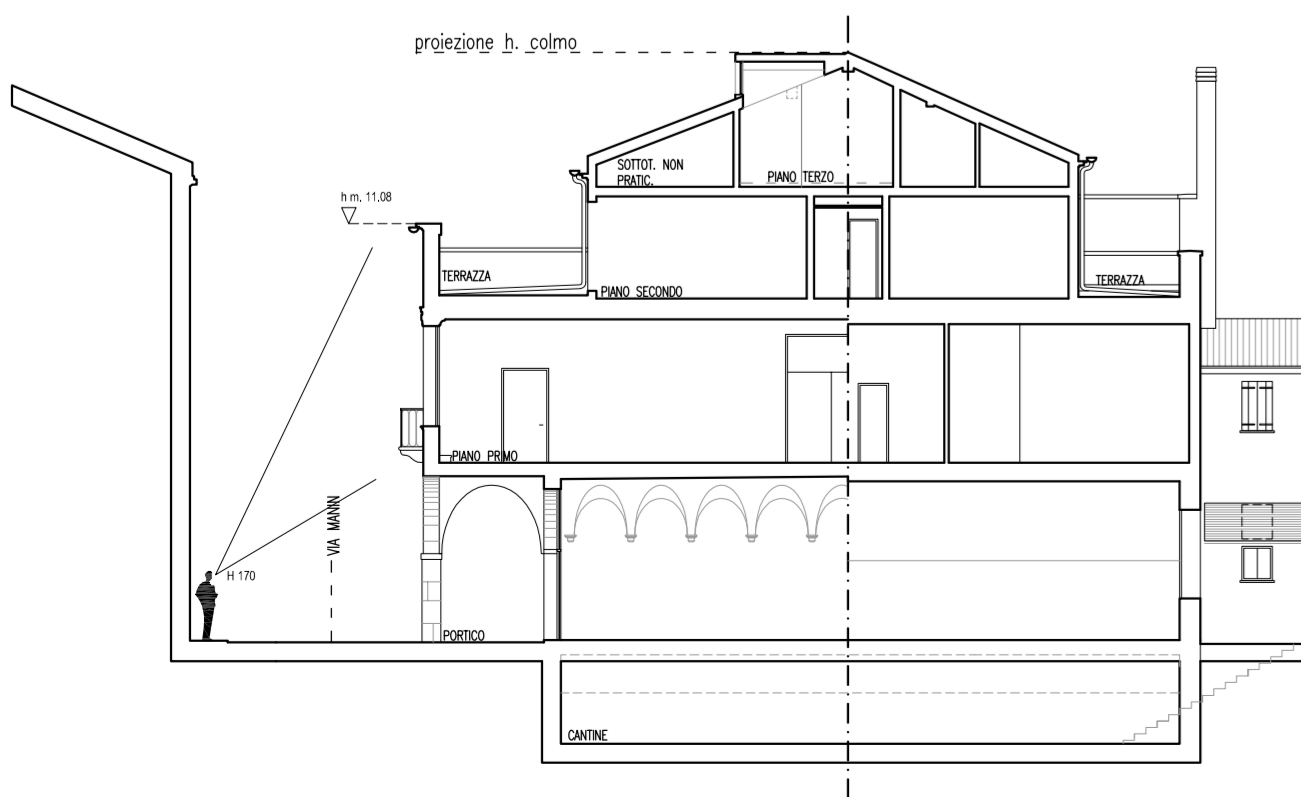 proiezione h. colmo
SOTTOT. NON
PRATIC.
PIANO TERZO
h m. 11.08
TERRAZZA
PIANO SECONDO
TERRAZZA
PIANO PRIMO
VIA MANIN
H 170
PORTICO
CANTINE